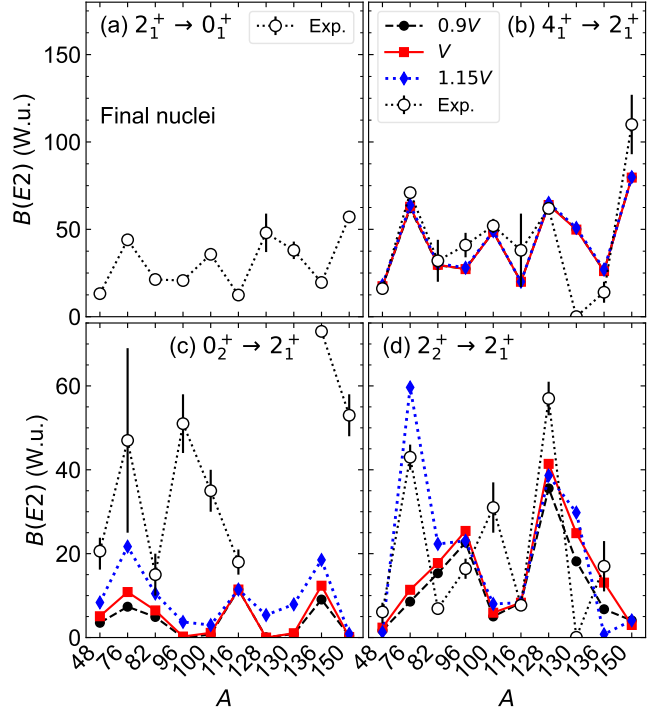 (a) 2₁⁺ → 0₁⁺
Exp.
Final nuclei
B(E2) (W.u.)
150
100
50
0
0.9V
V
1.15V
Exp.
(b) 4₁⁺ → 2₁⁺
(c) 0₂⁺ → 2₁⁺
B(E2) (W.u.)
60
40
20
0
48
76
82
96
100
116
128
130
136
150
A
(d) 2₂⁺ → 2₁⁺
48
76
82
96
100
116
128
130
136
150
A